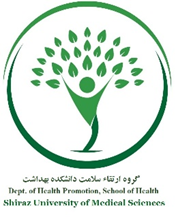 گروه ارتقاء سلامت دانشکده بهداشت
Dept. of Health Promotion, School of Health
Shiraz University of Medical Sciences